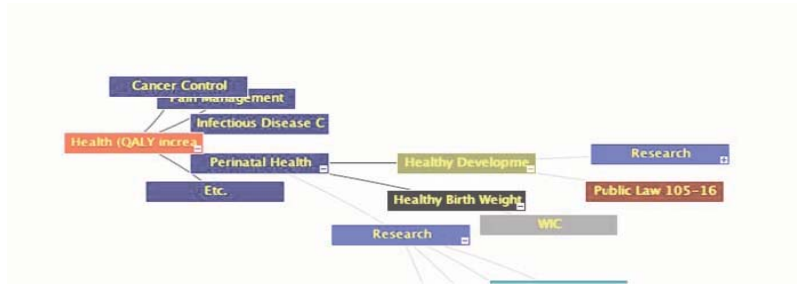 Cancer Control
Pain Management
Infectious Disease C
Health (QALY increa
Perinatal Health
Healthy Developme
Research
Etc.
Public Law 105-16
Healthy Birth Weight
WIC
Research